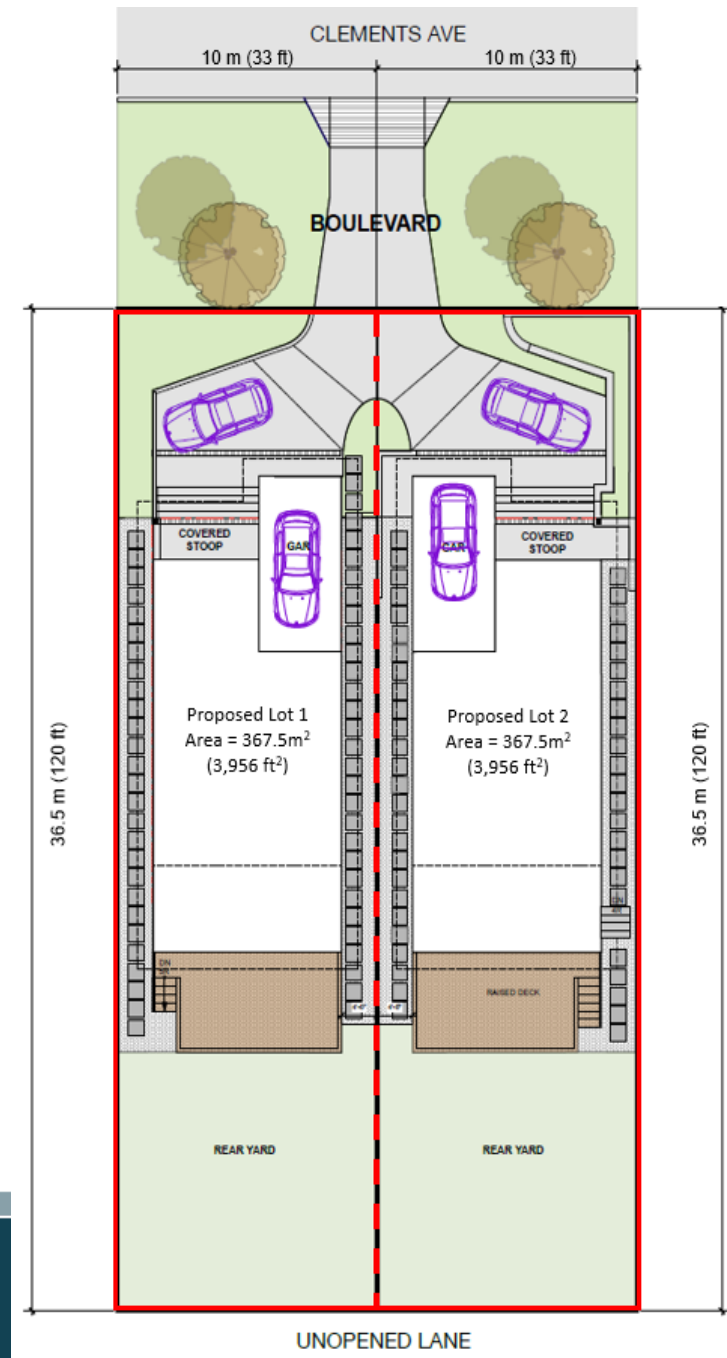 CLEMENTS AVE
10 m (33 ft)
10 m (33 ft)
BOULEVARD
COVERED
STOOP
GAR
GAR
COVERED
STOOP
Proposed Lot 1
Area = 367.5m²
(3,956 ft²)
Proposed Lot 2
Area = 367.5m²
(3,956 ft²)
36.5 m (120 ft)
36.5 m (120 ft)
DN
DN
RAISED DECK
REAR YARD
REAR YARD
UNOPENED LANE